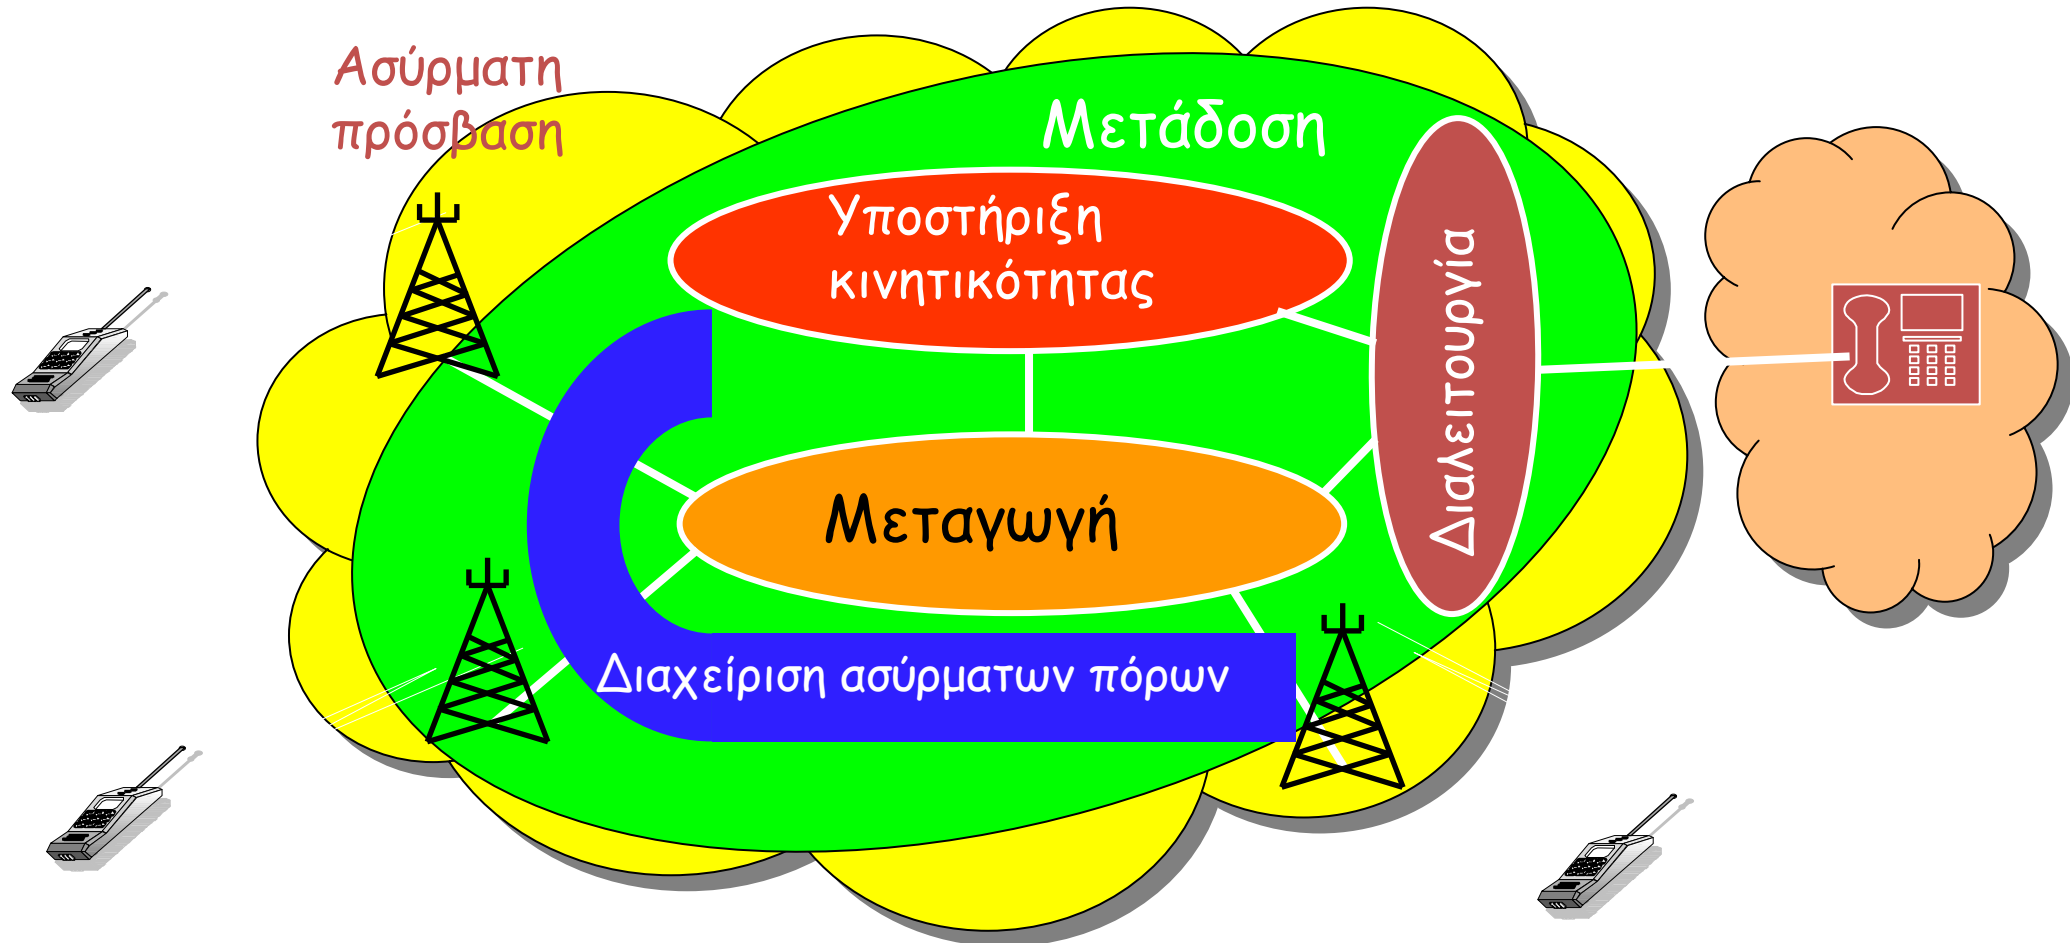 Ασύρματη
πρόσβαση
Μετάδοση
Υποστήριξη
κινητικότητας
Διαλειτουργία
Μεταγωγή
Διαχείριση ασύρματων πόρων